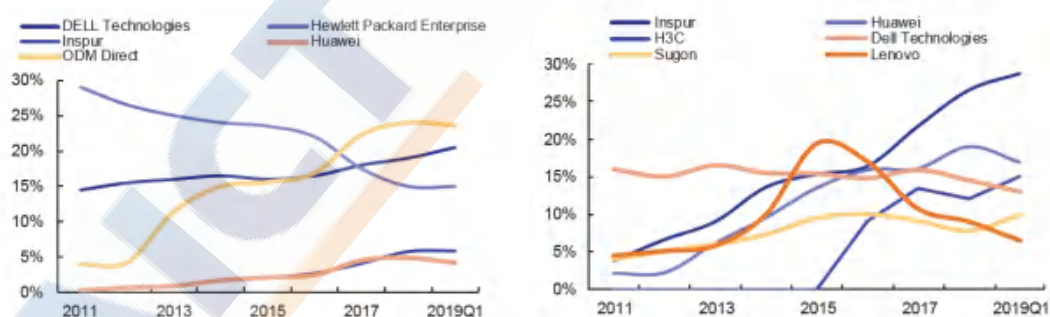 DELL Technologies
Hewlett Packard Enterprise
Inspur
Huawei
ODM Direct
30%
25%
20%
15%
10%
5%
0%
2011 2013 2015 2017 2019Q1
Inspur
Huawei
H3C
Dell Technologies
Sugon
Lenovo
30%
25%
20%
15%
10%
5%
0%
2011 2013 2015 2017 2019Q1